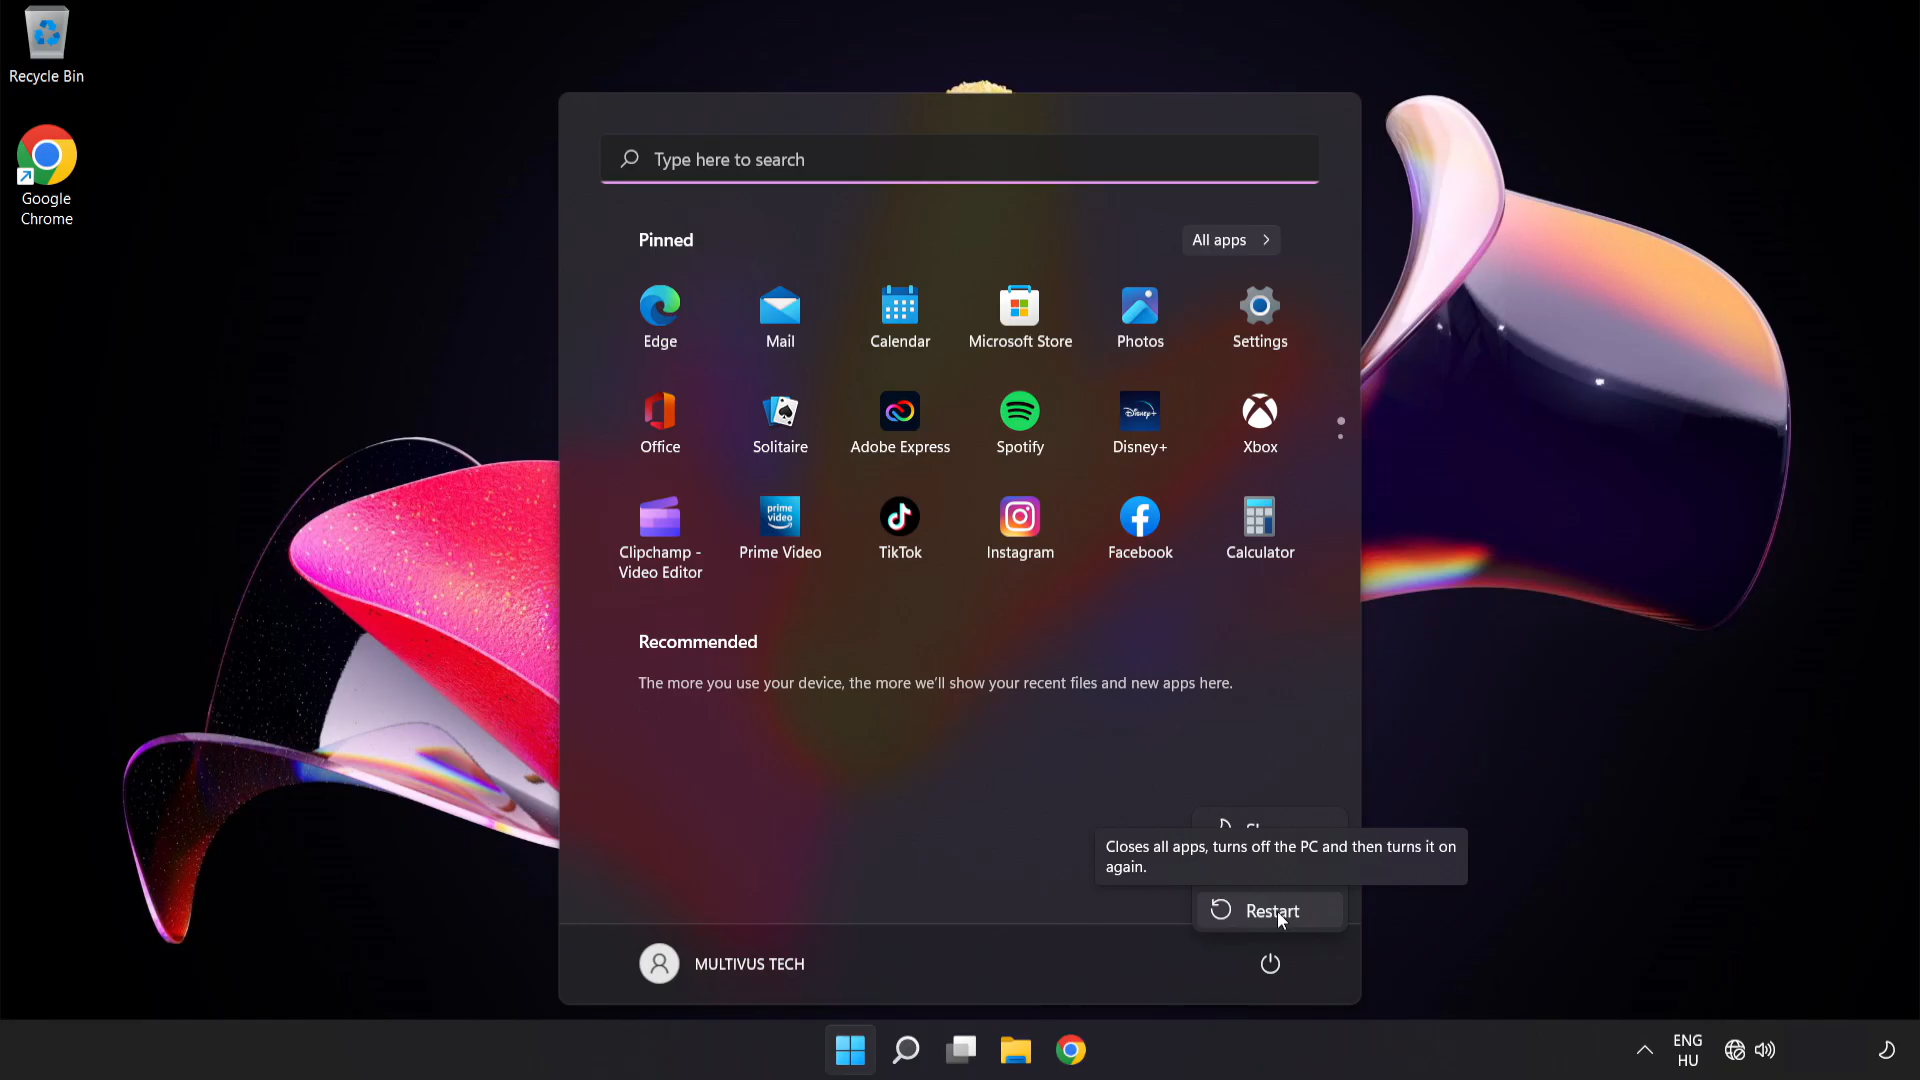 Recycle Bin
Google
Chrome
Type here to search
Pinned
All apps
Edge
Mail
Calendar
Microsoft Store
Photos
Settings
Office
Solitaire
Adobe Express
Spotify
Disney+
Disney+
Xbox
prime
video
Clipchamp -
Video Editor
Prime Video
TikTok
Instagram
Facebook
Calculator
Recommended
The more you use your device, the more we'll show your recent files and new apps here.
Closes all apps, turns off the PC and then turns it on
again.
Restart
MULTIVUS TECH
ENG
HU